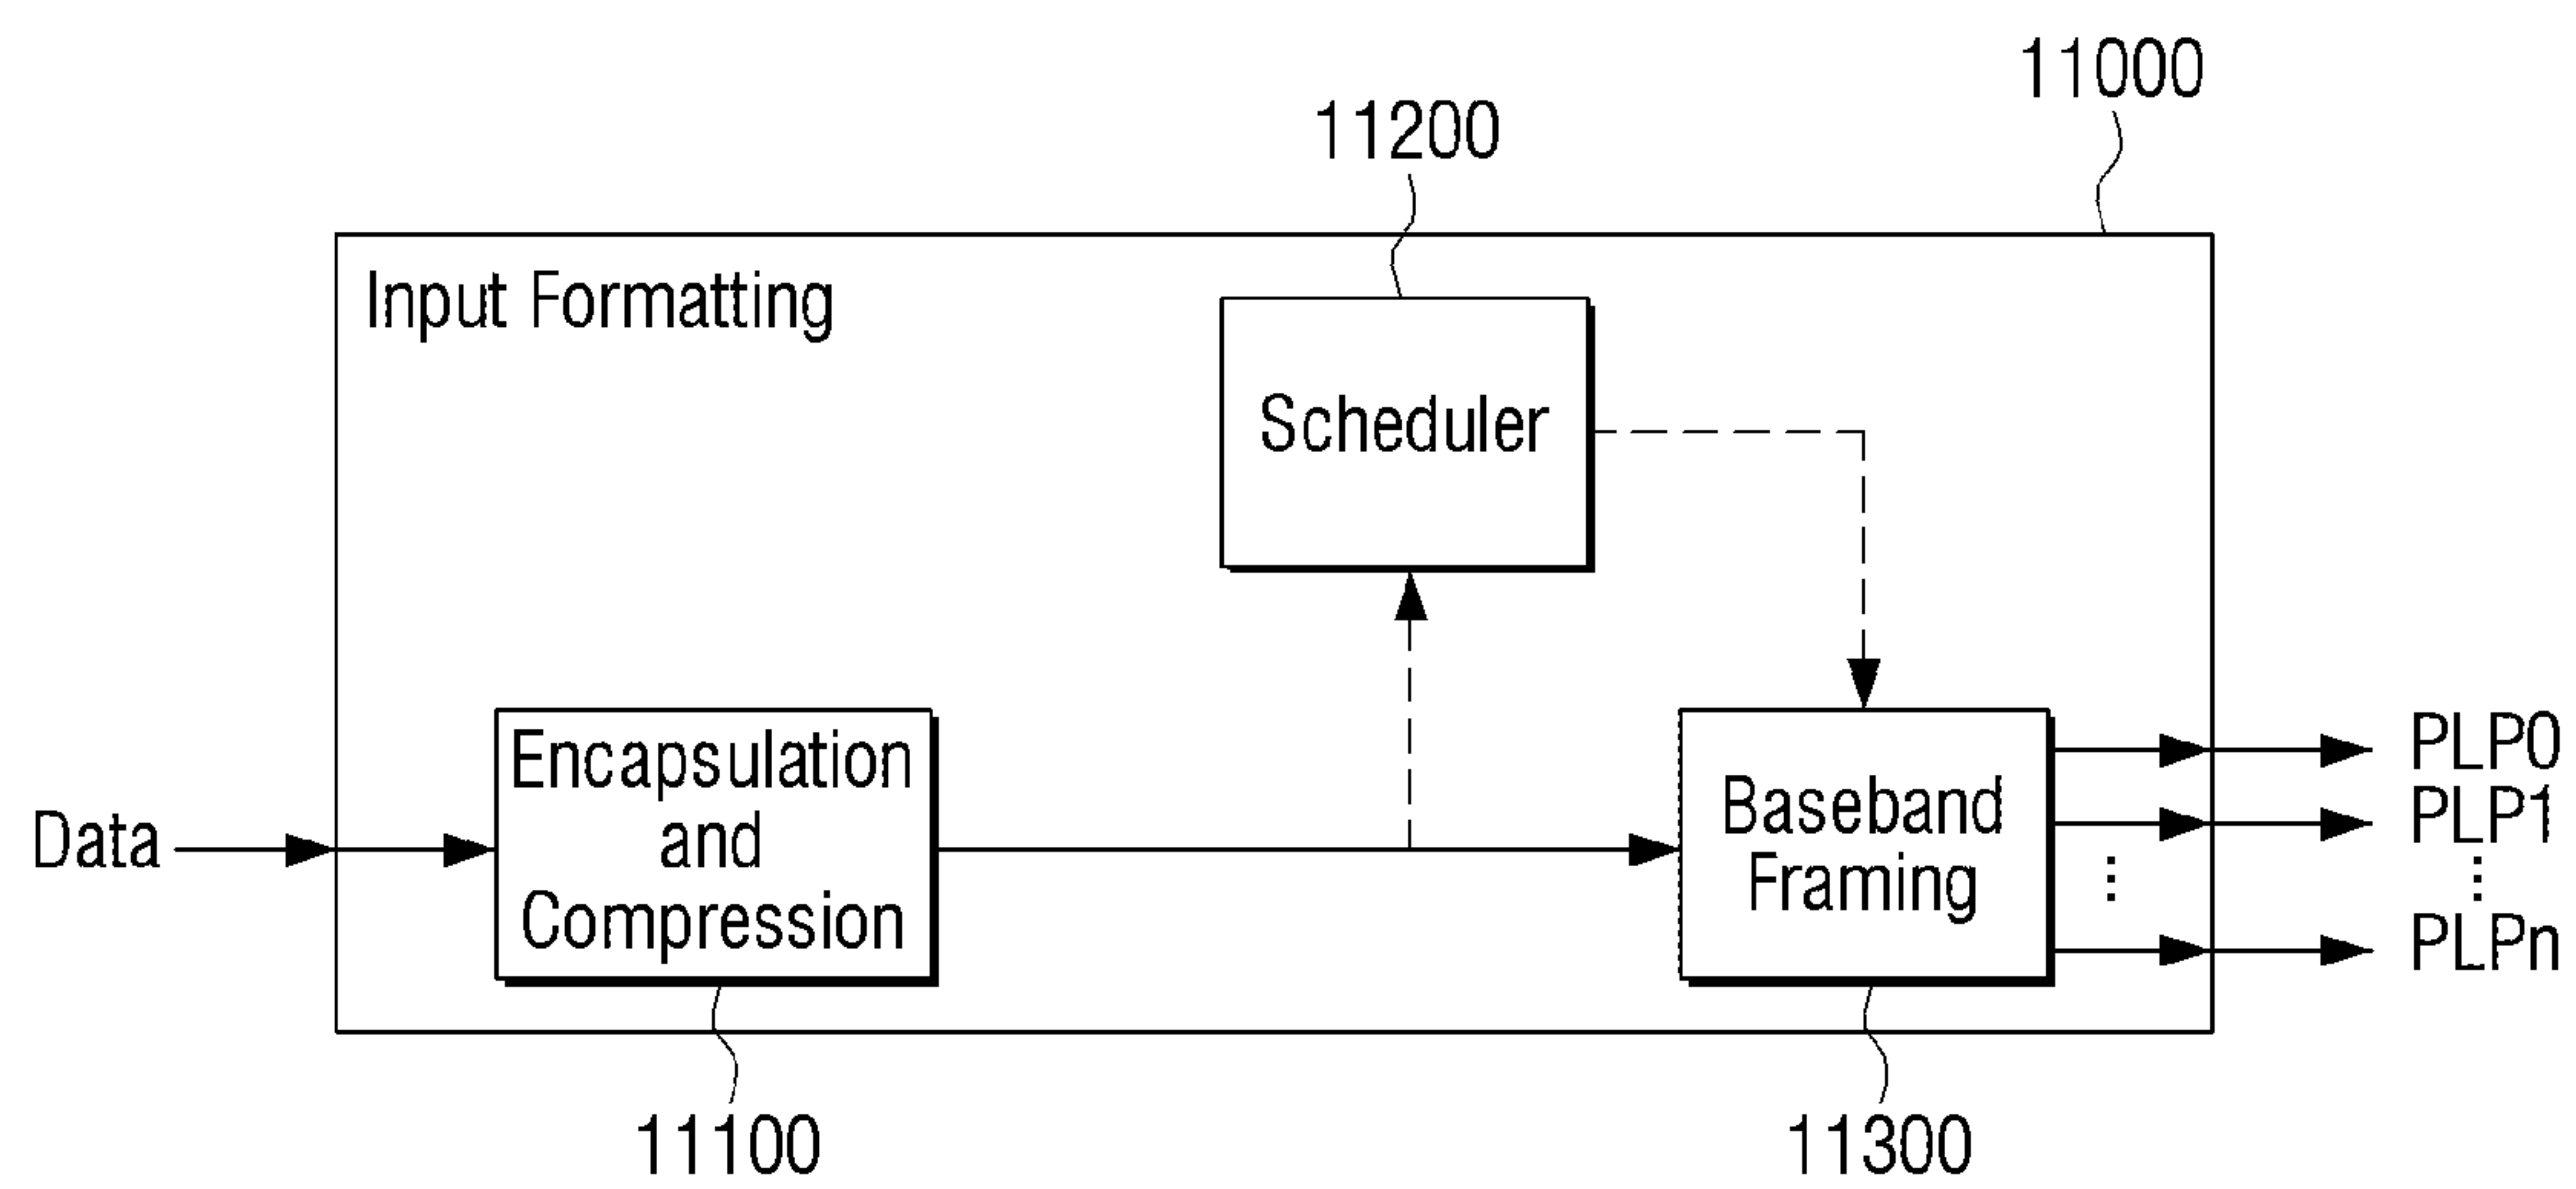 11000
11200
Input Formatting
Scheduler
Encapsulation
and
Compression
Data
Baseband
Framing
PLP0
PLP1
⋮
⋮
PLPn
11100
11300